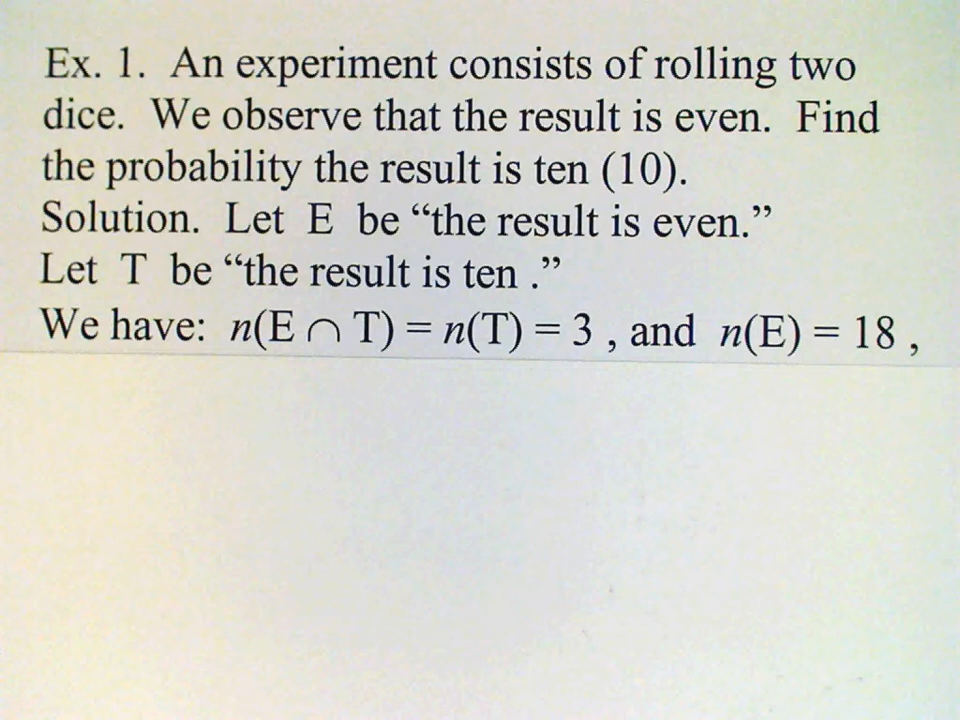 Ex. 1.  An experiment consists of rolling two
dice.  We observe that the result is even.  Find
the probability the result is ten (10).
Solution.  Let  E  be “the result is even.”
Let  T  be “the result is ten .”
We have:  n(E ∩ T) = n(T) = 3 , and  n(E) = 18 ,